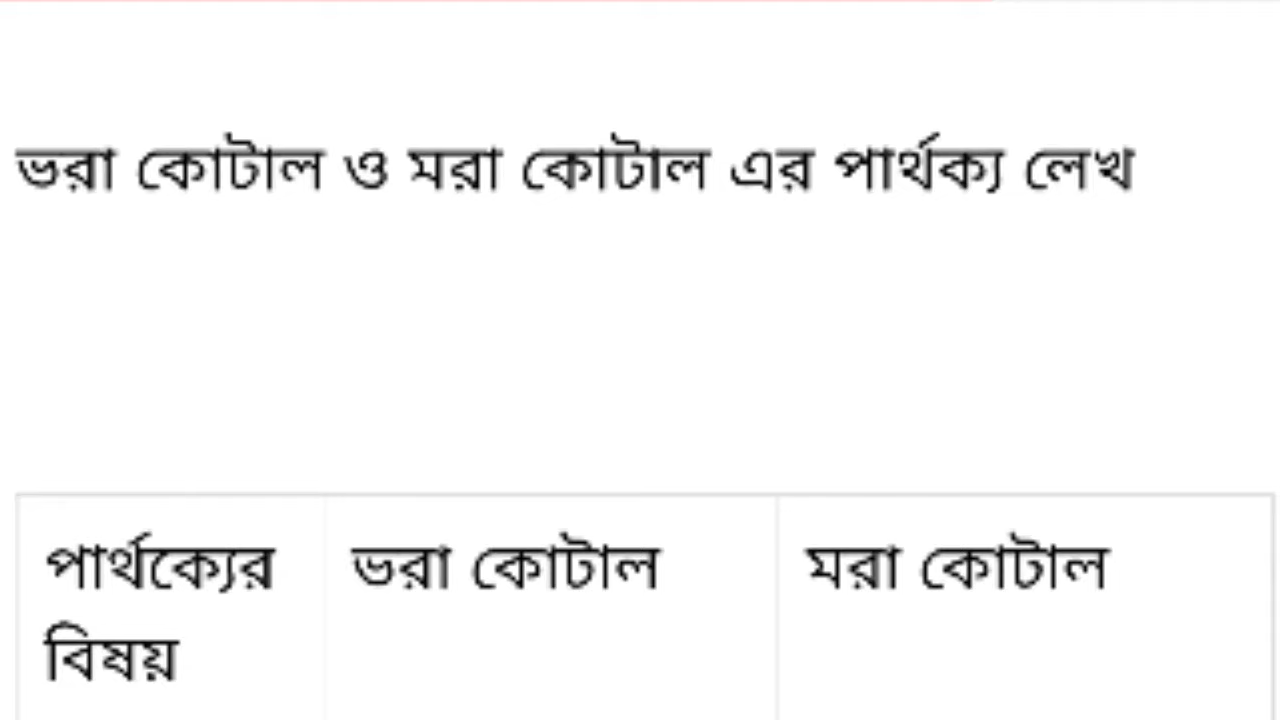 ভরা কোটাল ও মরা কোটাল এর পার্থক্য লেখ
পার্থক্যের ভরা কোটাল মরা কোটাল
বিষয়